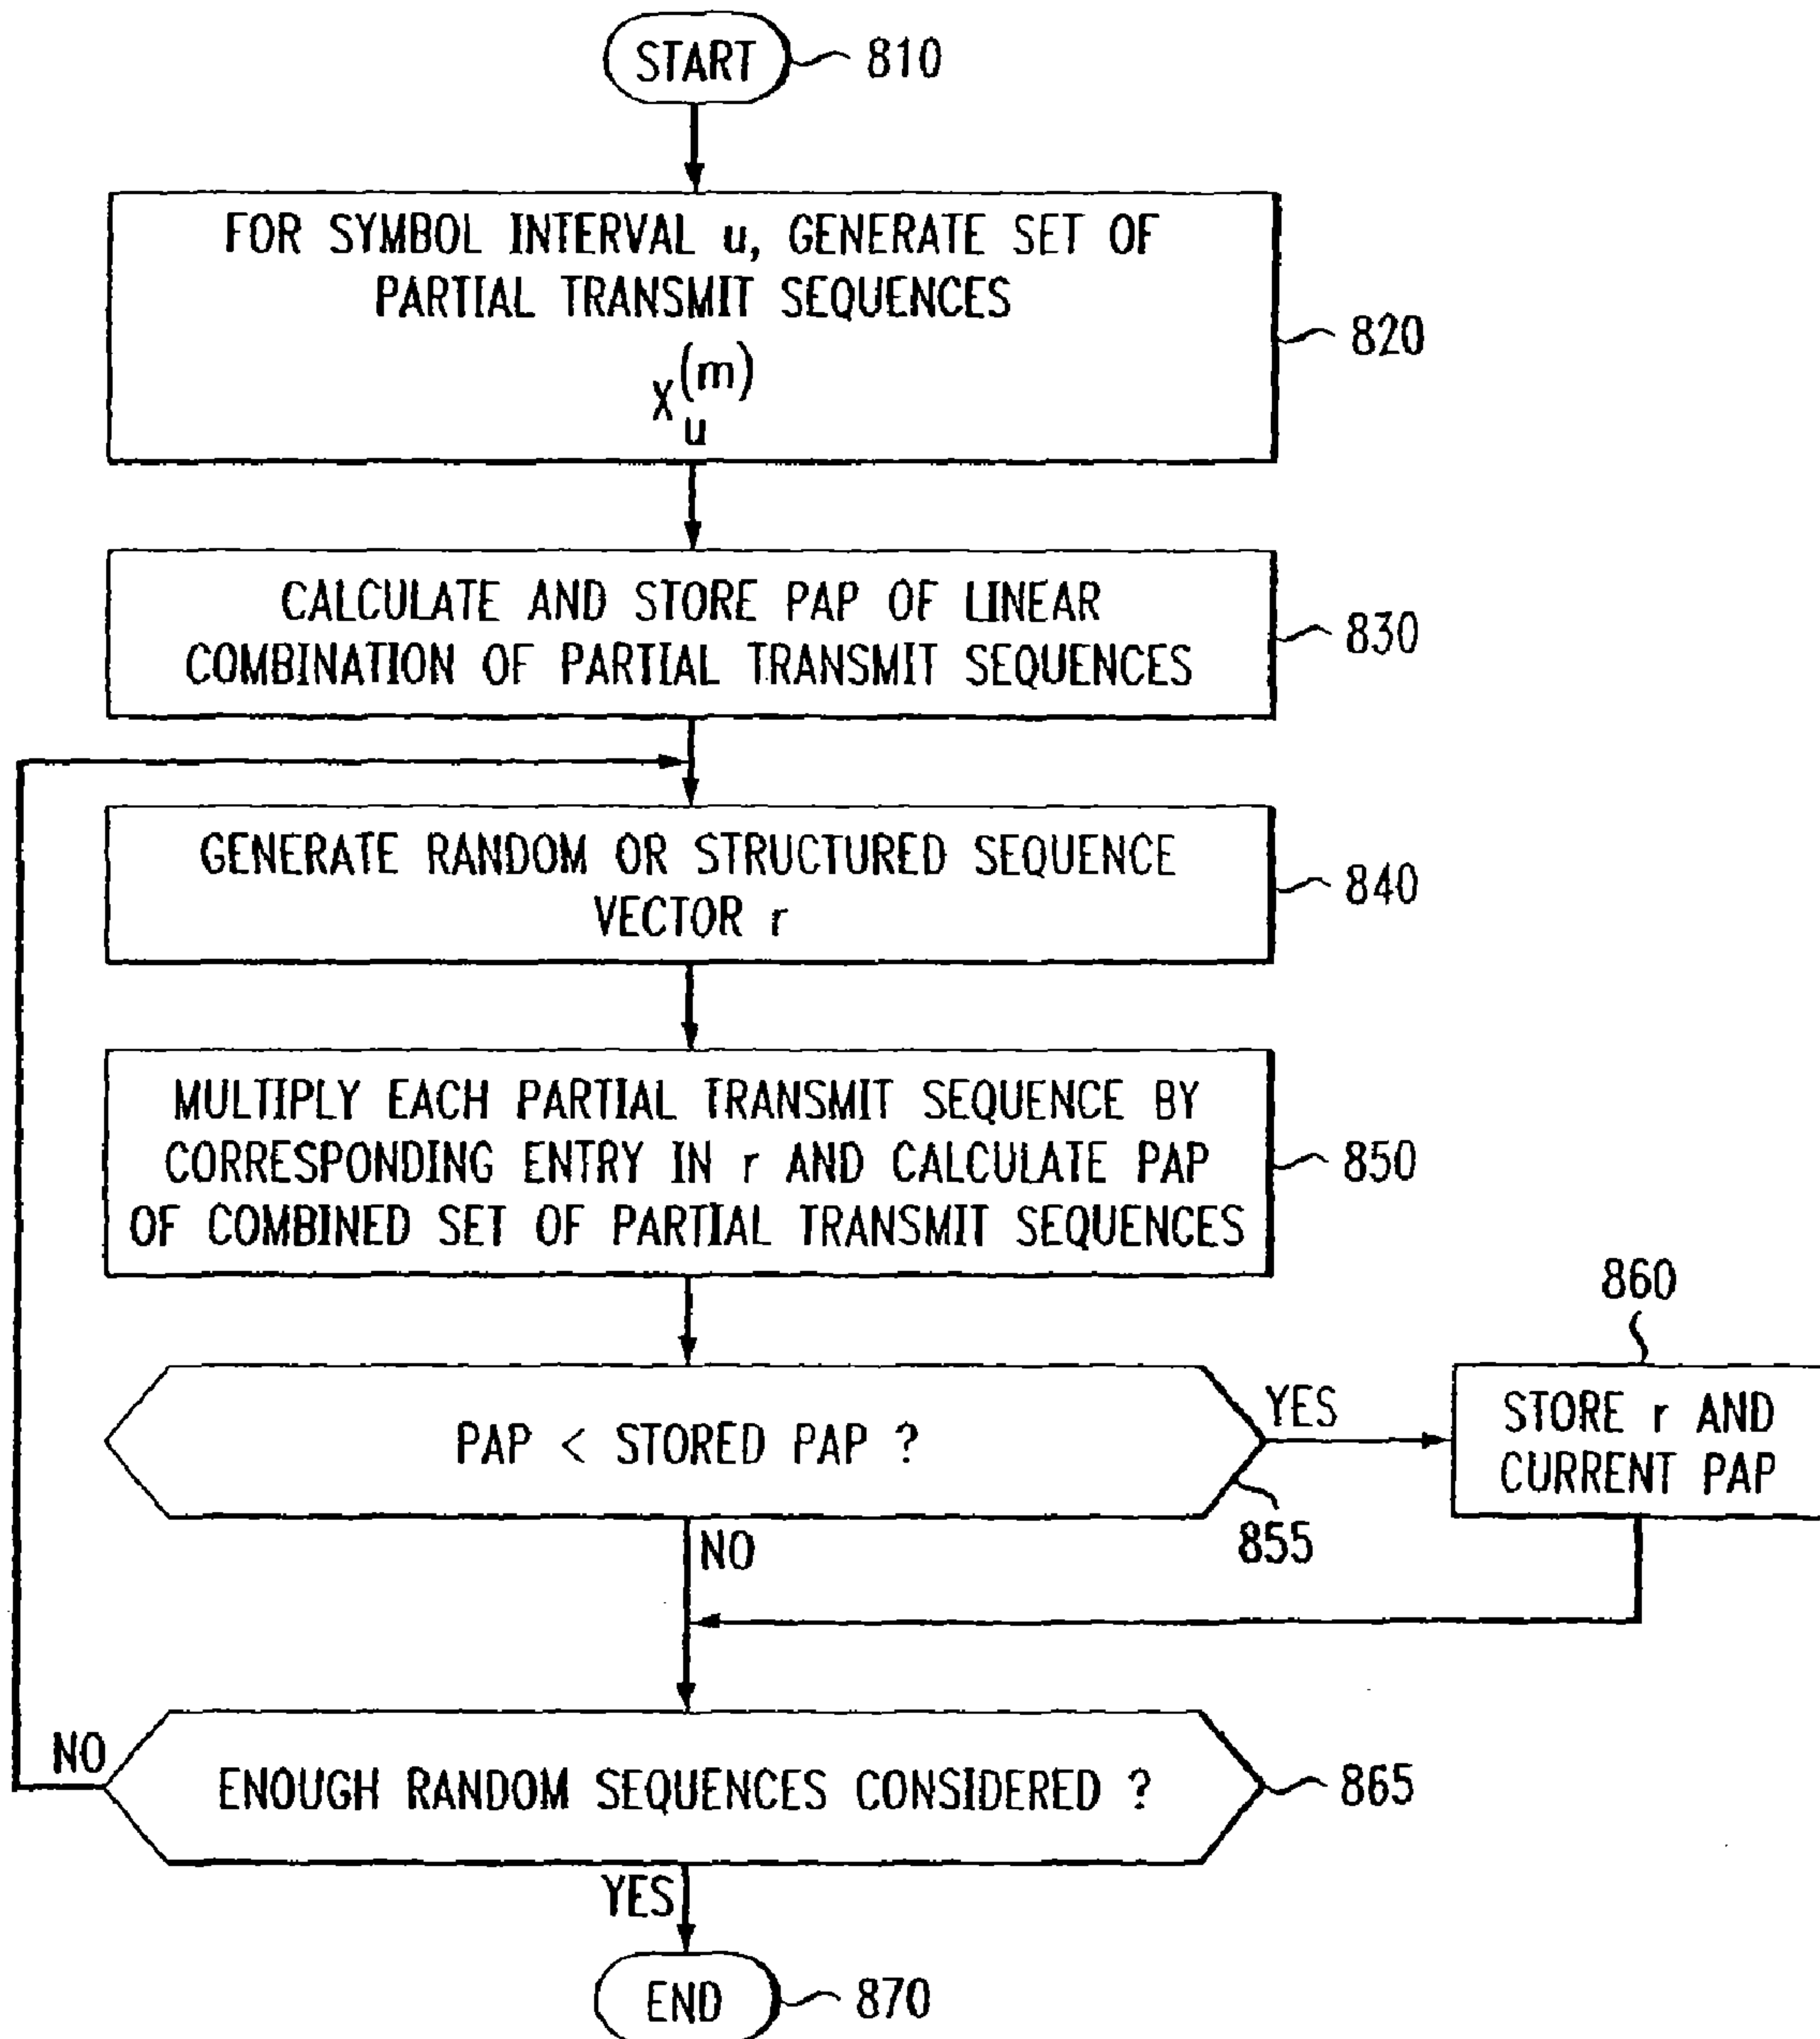 START
810
FOR SYMBOL INTERVAL u, GENERATE SET OF
PARTIAL TRANSMIT SEQUENCES
X_u^(m)
820
CALCULATE AND STORE PAP OF LINEAR
COMBINATION OF PARTIAL TRANSMIT SEQUENCES
830
GENERATE RANDOM OR STRUCTURED SEQUENCE
VECTOR r
840
MULTIPLY EACH PARTIAL TRANSMIT SEQUENCE BY
CORRESPONDING ENTRY IN r AND CALCULATE PAP
OF COMBINED SET OF PARTIAL TRANSMIT SEQUENCES
850
PAP < STORED PAP ?
855
YES
860
STORE r AND
CURRENT PAP
NO
ENOUGH RANDOM SEQUENCES CONSIDERED ?
865
NO
YES
END
870